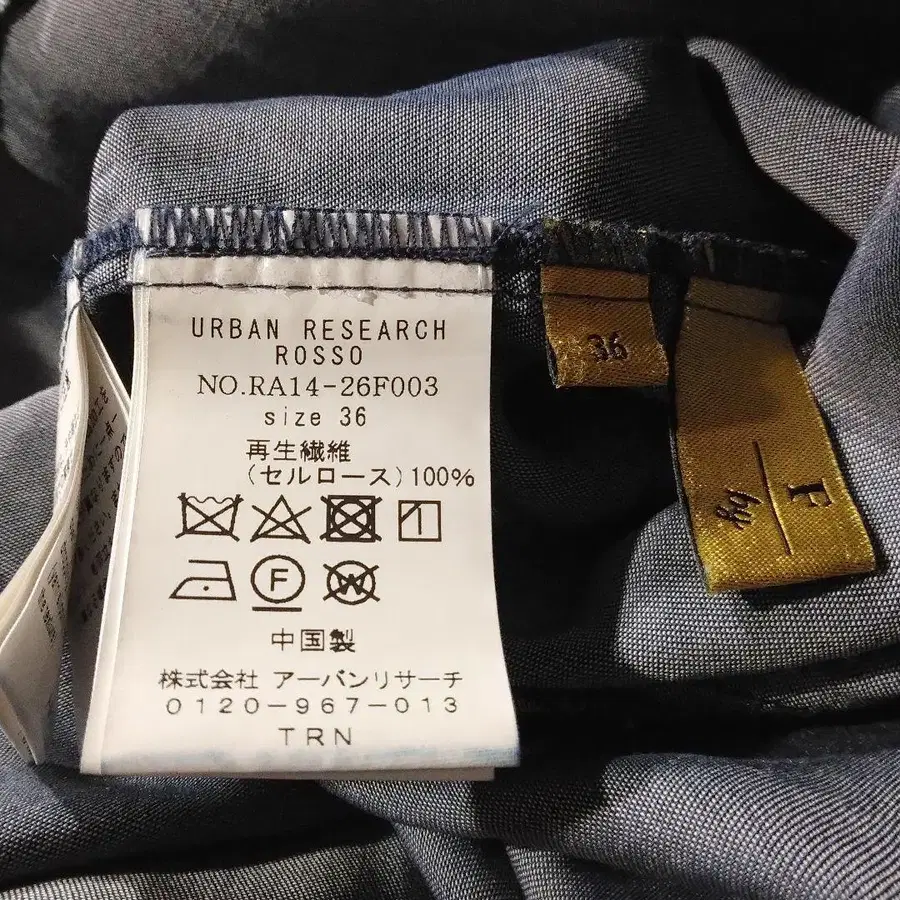 URBAN RESEARCH
ROSSO
NO.RA14-26F003
size 36
再生繊維
(セルロース)100%
F
W
中国製
株式会社 アーバンリサーチ
0120-967-013
TRN
36
F
by